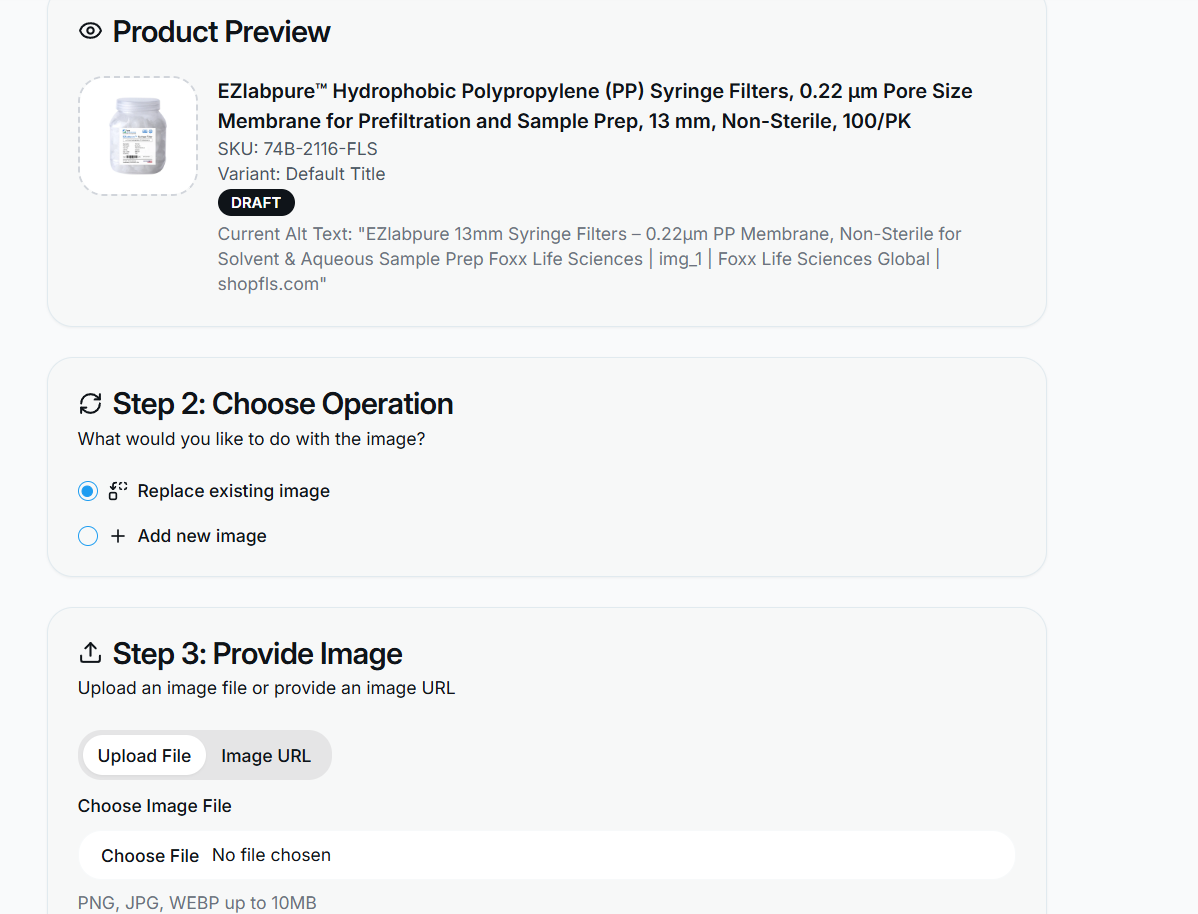 Product Preview
EZlabpure™ Hydrophobic Polypropylene (PP) Syringe Filters, 0.22 µm Pore Size
Membrane for Prefiltration and Sample Prep, 13 mm, Non-Sterile, 100/PK
SKU: 74B-2116-FLS
Variant: Default Title
DRAFT
Current Alt Text: "EZlabpure 13mm Syringe Filters – 0.22µm PP Membrane, Non-Sterile for
Solvent & Aqueous Sample Prep Foxx Life Sciences | img_1 | Foxx Life Sciences Global |
shopfls.com"
Step 2: Choose Operation
What would you like to do with the image?
Replace existing image
Add new image
Step 3: Provide Image
Upload an image file or provide an image URL
Upload File Image URL
Choose Image File
Choose File No file chosen
PNG, JPG, WEBP up to 10MB